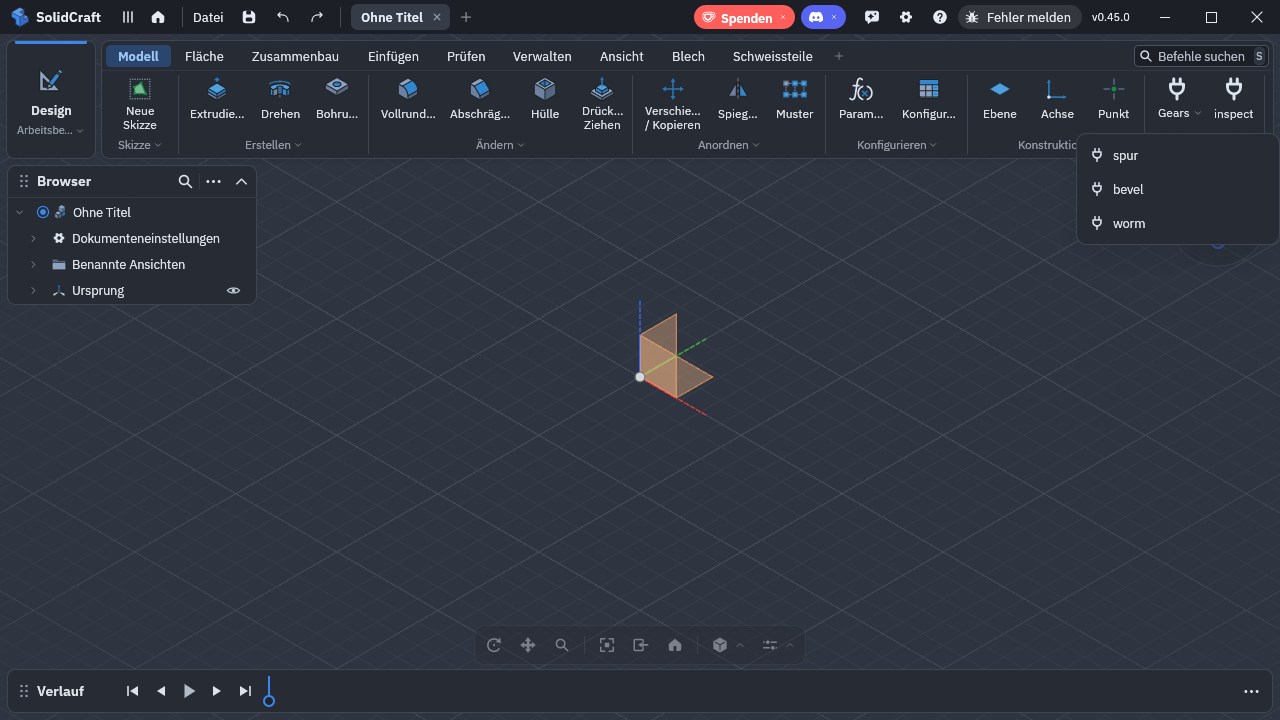 SolidCraft
Datei
Ohne Titel
Spenden
Fehler melden
v0.45.0
Design
Arbeitsbe...
Modell
Fläche
Zusammenbau
Einfügen
Prüfen
Verwalten
Ansicht
Blech
Schweissteile
Befehle suchen
S
Neue Skizze
Extrudie...
Drehen
Bohru...
Vollrund...
Abschräg...
Hülle
Drück... Ziehen
Verschie... / Kopieren
Spieg...
Muster
Param...
Konfigur...
Ebene
Achse
Punkt
Gears
inspect
Skizze
Erstellen
Ändern
Anordnen
Konfigurieren
Konstruktio
spur
bevel
worm
Browser
Ohne Titel
Dokumenteneinstellungen
Benannte Ansichten
Ursprung
Verlauf